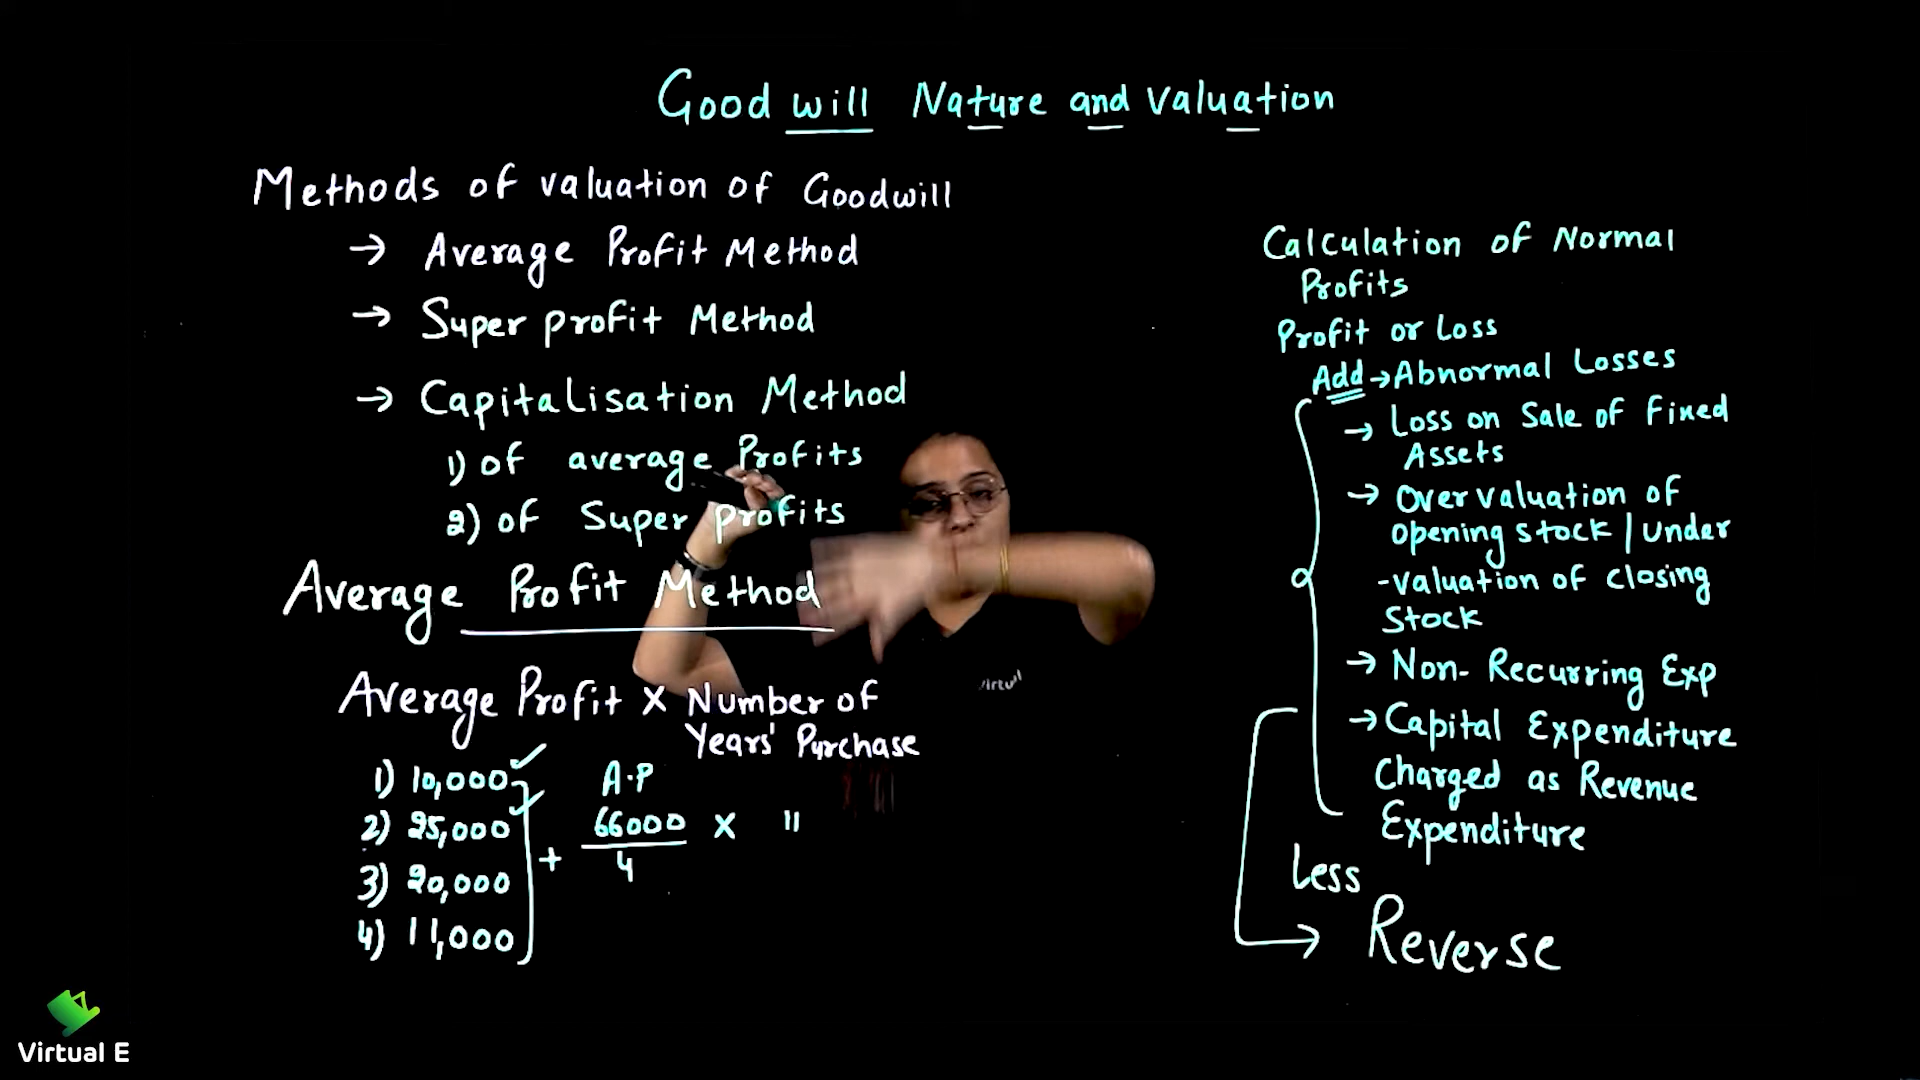 Good will Nature and valuation
Methods of valuation of Goodwill
→ Average Profit Method
→ Super profit Method
→ Capitalisation Method
1) of average Profits
2) of Super profits
Average Profit Method
Average Profit X Number of
Years' Purchase
1) 10,000
2) 25,000
3) 20,000
4) 11,000
+
A.P
66000
4
X "
Calculation of Normal
Profits
Profit or Loss
Add → Abnormal Losses
→ Loss on Sale of Fixed
Assets
→ Over valuation of
opening stock / under
-valuation of closing
Stock
→ Non- Recurring Exp
→ Capital Expenditure
Charged as Revenue
Expenditure
Less
→ Reverse
Virtual E